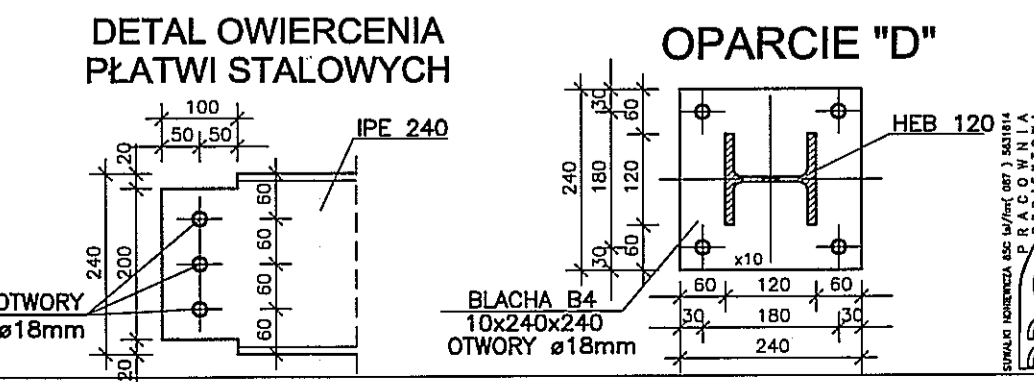 DETAL OWIERCENIA
PŁATWI STALOWYCH
100
50 50
IPE 240
20
240
200
20
60
60
60
60
OTWORY
ø18mm
OPARCIE "D"
HEB 120
240
30
180
30
60
120
60
x10
BLACHA B4
10x240x240
OTWORY ø18mm
60 120 60
30 180 30
240
PRACOWNIA